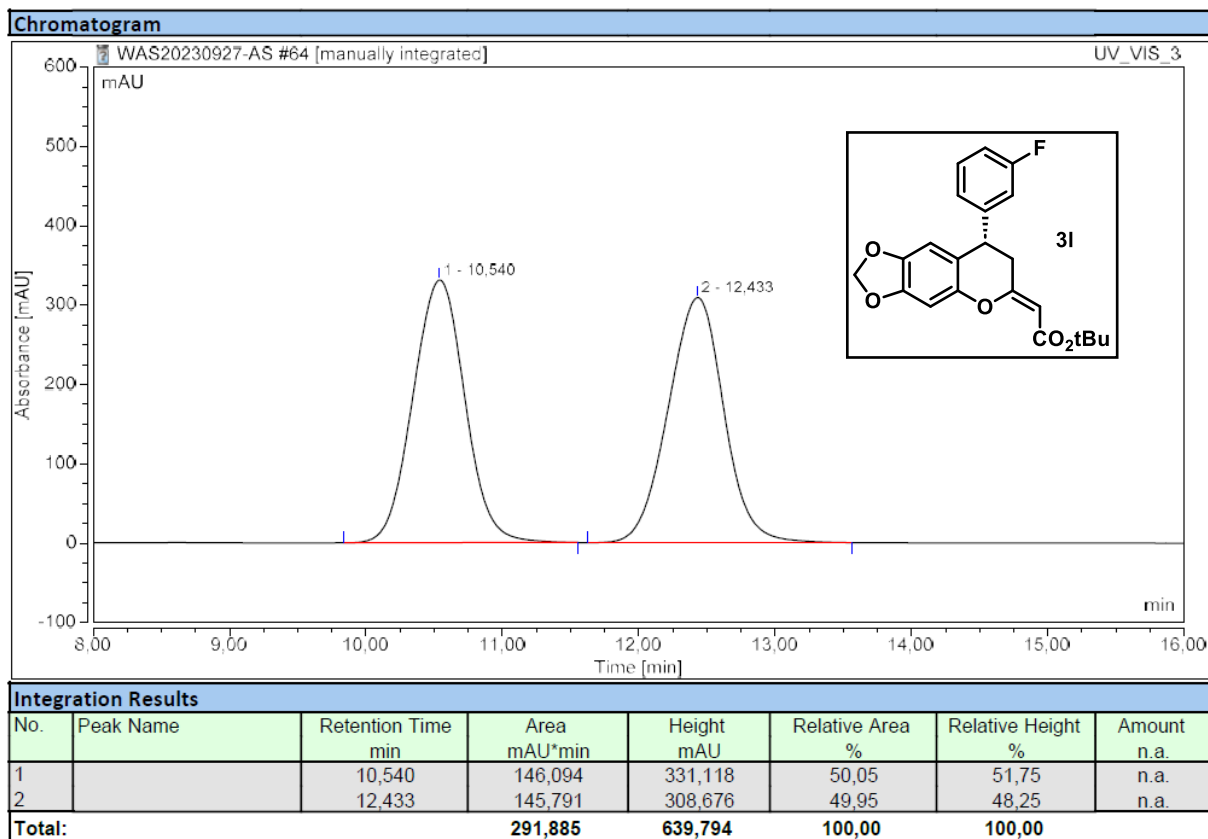 Chromatogram
WAS20230927-AS #64 [manually integrated] UV_VIS_3
mAU
600
500
400
300
200
100
0
-100
Absorbance [mAU]
1 - 10,540
2 - 12,433
F
3l
O
O
O
CO2tBu
min
8,00 9,00 10,00 11,00 12,00 13,00 14,00 15,00 16,00
Time [min]
Integration Results
No. Peak Name Retention Time Area Height Relative Area Relative Height Amount
min mAU*min mAU % % n.a.
1 10,540 146,094 331,118 50,05 51,75 n.a.
2 12,433 145,791 308,676 49,95 48,25 n.a.
Total: 291,885 639,794 100,00 100,00